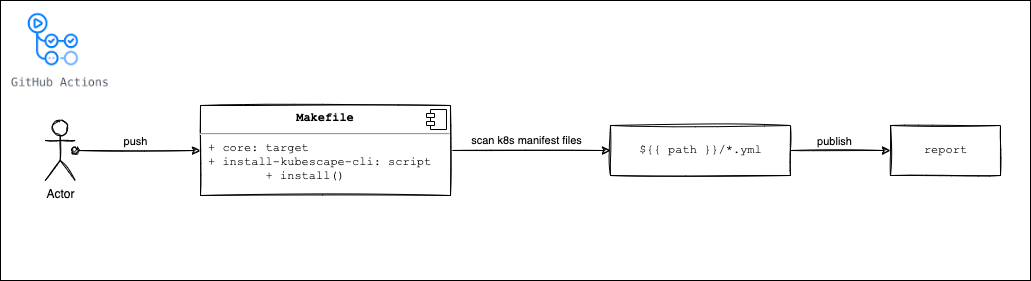 GitHub Actions
Actor
push
Makefile
+ core: target
+ install-kubescape-cli: script
+ install()
scan k8s manifest files
${{ path }}/*.yml
publish
report